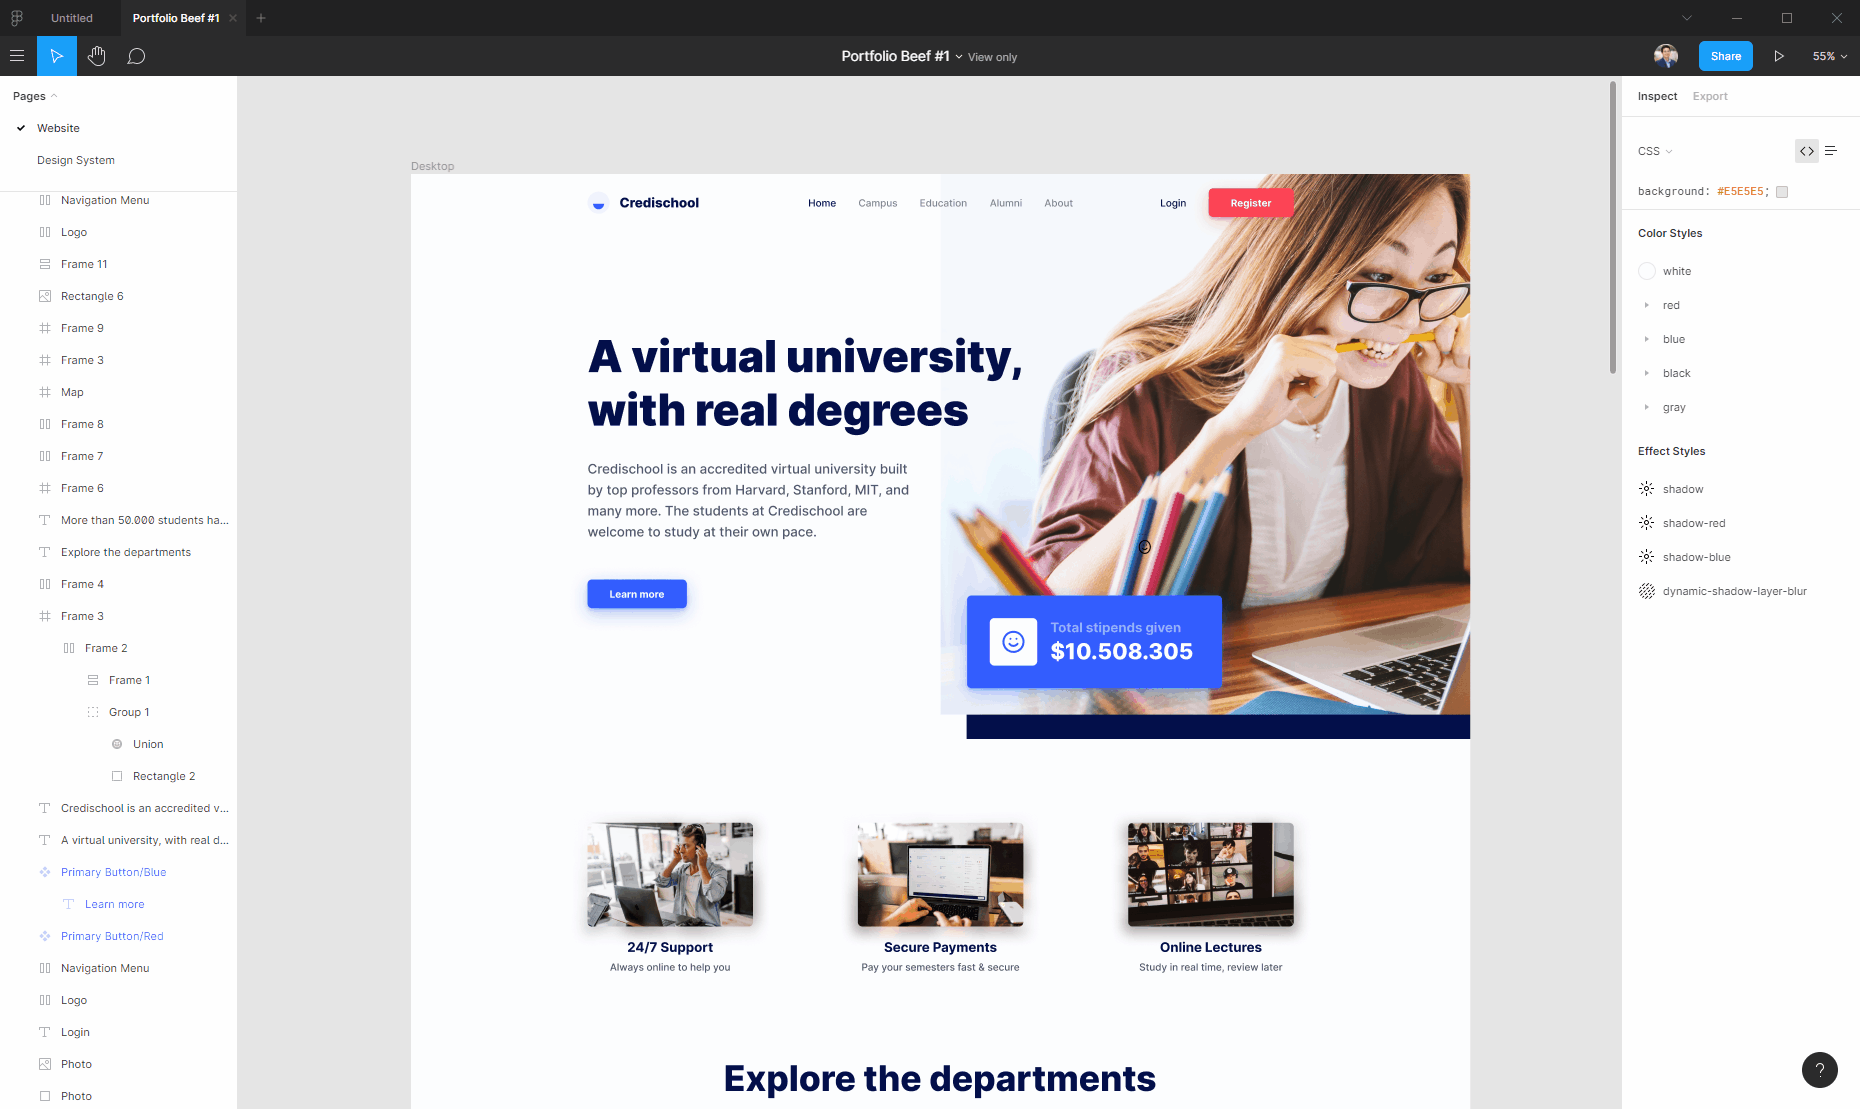 Untitled
Portfolio Beef #1
Portfolio Beef #1 View only
Share
55%
Pages
Website
Design System
Navigation Menu
Logo
Frame 11
Rectangle 6
Frame 9
Frame 3
Map
Frame 8
Frame 7
Frame 6
More than 50.000 students ha...
Explore the departments
Frame 4
Frame 3
Frame 2
Frame 1
Group 1
Union
Rectangle 2
Credischool is an accredited v...
A virtual university, with real d...
Primary Button/Blue
Learn more
Primary Button/Red
Navigation Menu
Logo
Login
Photo
Photo
Desktop
Credischool
Home Campus Education Alumni About
Login
Register
A virtual university,
with real degrees
Credischool is an accredited virtual university built
by top professors from Harvard, Stanford, MIT, and
many more. The students at Credischool are
welcome to study at their own pace.
Learn more
Total stipends given
$10.508.305
24/7 Support
Always online to help you
Secure Payments
Pay your semesters fast & secure
Online Lectures
Study in real time, review later
Explore the departments
Inspect Export
CSS
background: #E5E5E5;
Color Styles
white
red
blue
black
gray
Effect Styles
shadow
shadow-red
shadow-blue
dynamic-shadow-layer-blur
?